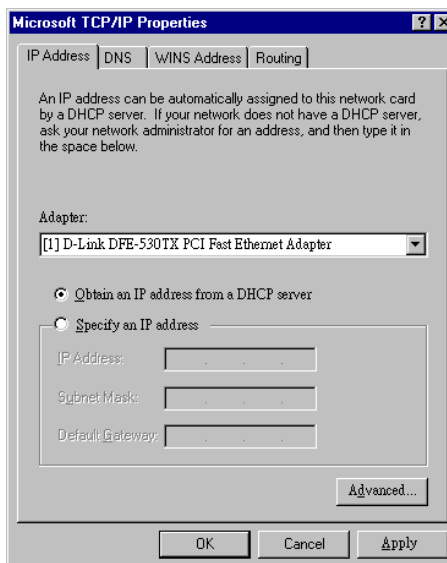 Microsoft TCP/IP Properties
IP Address DNS WINS Address Routing
An IP address can be automatically assigned to this network card
by a DHCP server. If your network does not have a DHCP server,
ask your network administrator for an address, and then type it in
the space below.
Adapter:
[1] D-Link DFE-530TX PCI Fast Ethernet Adapter
Obtain an IP address from a DHCP server
Specify an IP address
IP Address:
Subnet Mask:
Default Gateway:
Advanced...
OK Cancel Apply